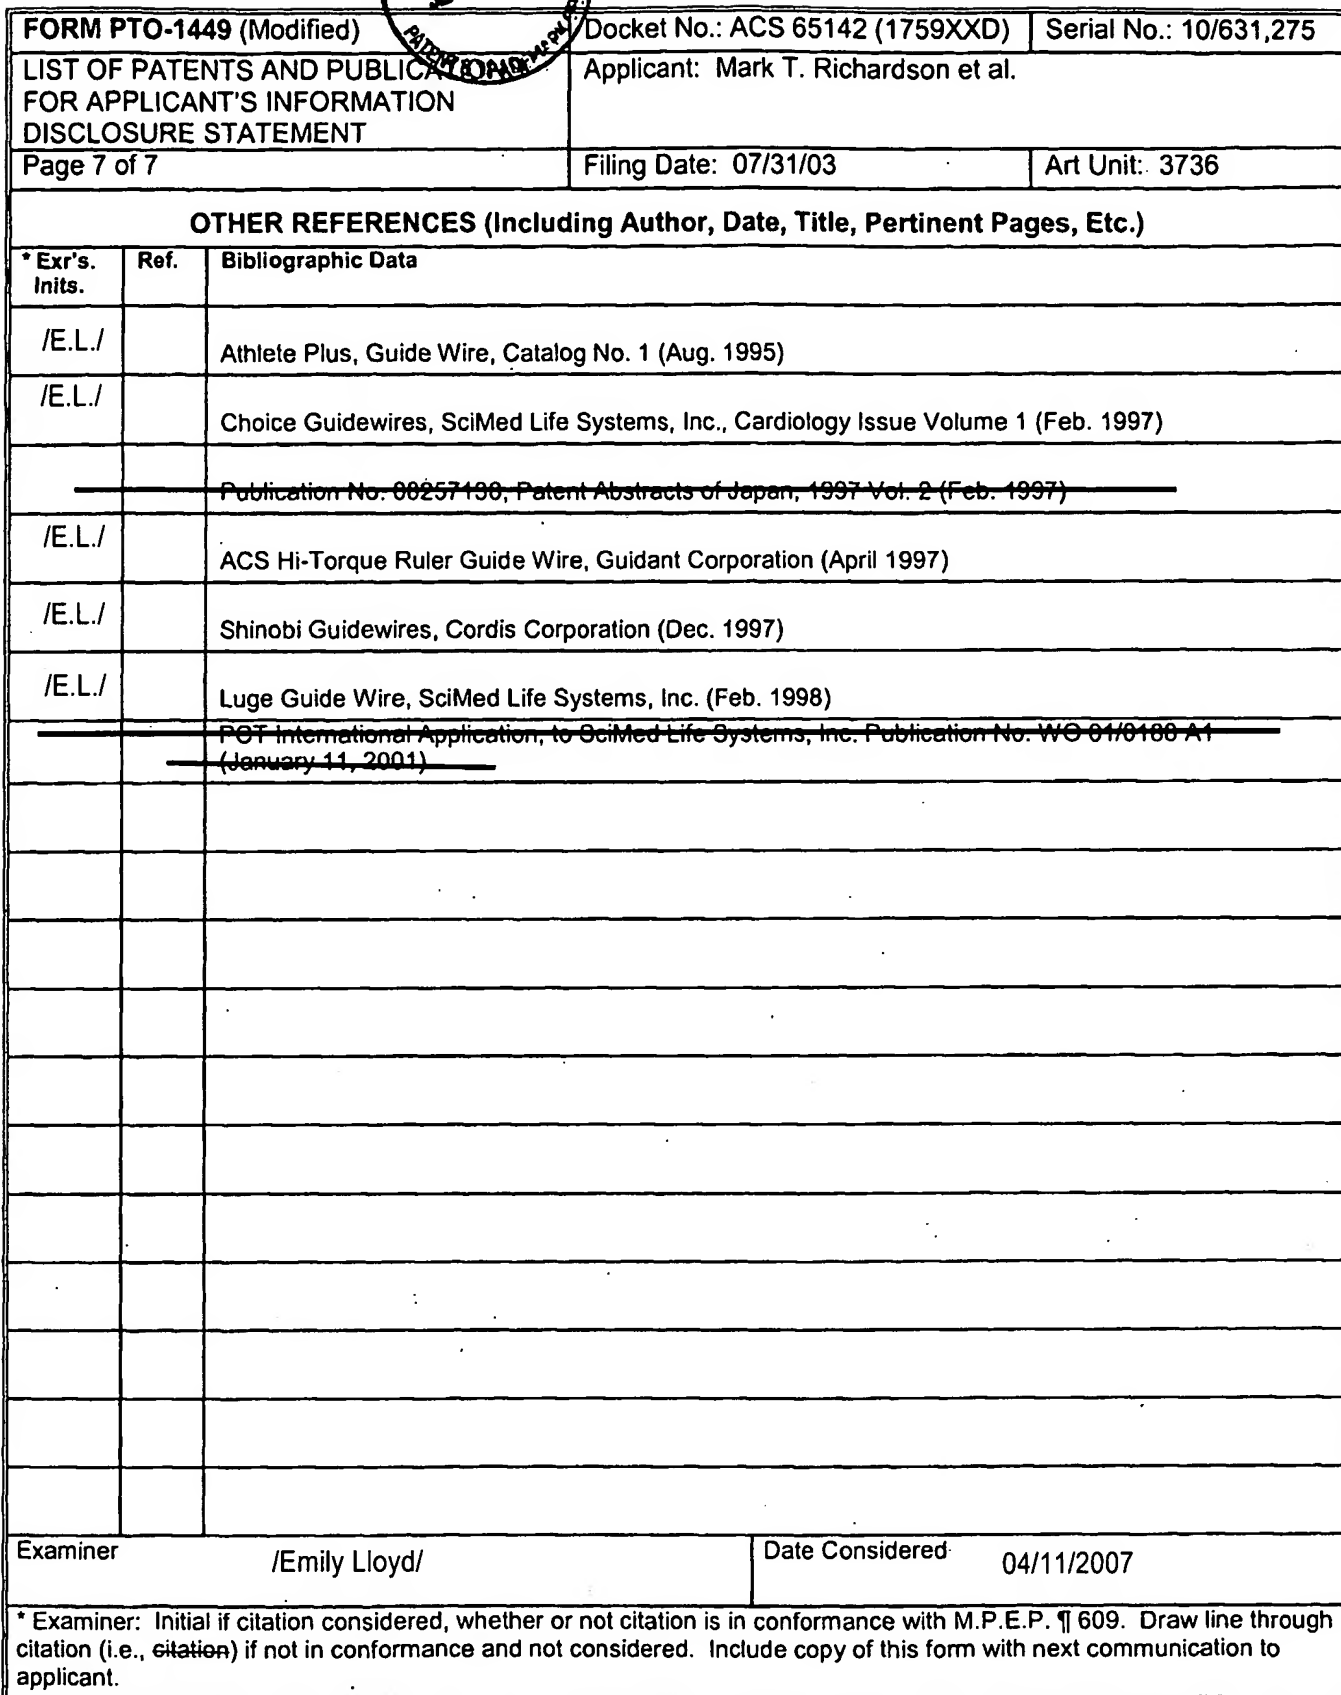 FORM PTO-1449 (Modified)
Docket No.: ACS 65142 (1759XXD)
Serial No.: 10/631,275
LIST OF PATENTS AND
FOR APPLICANT'S INFORMATION
DISCLOSURE STATEMENT
Applicant: Mark T. Richardson et al.
Page 7 of 7
Filing Date: 07/31/03
Art Unit: 3736
OTHER REFERENCES (Including Author, Date, Title, Pertinent Pages, Etc.)
* Exr's.
Inits.
Ref.
Bibliographic Data
/E.L./
Athlete Plus, Guide Wire, Catalog No. 1 (Aug. 1995)
/E.L./
Choice Guidewires, SciMed Life Systems, Inc., Cardiology Issue Volume 1 (Feb. 1997)
Publication No. Patent Abstracts of Japan, 1997 Vol. 2 (Feb. 1997)
/E.L./
ACS Hi-Torque Ruler Guide Wire, Guidant Corporation (April 1997)
/E.L./
Shinobi Guidewires, Cordis Corporation (Dec. 1997)
/E.L./
Luge Guide Wire, SciMed Life Systems, Inc. (Feb. 1998)
PCT International Application, to SciMed Life Systems, Inc. Publication No. WO A1
(January 11, 2001)
Examiner
/Emily Lloyd/
Date Considered
04/11/2007
* Examiner: Initial if citation considered, whether or not citation is in conformance with M.P.E.P. ¶ 609. Draw line through
citation (i.e., citation) if not in conformance and not considered. Include copy of this form with next communication to
applicant.